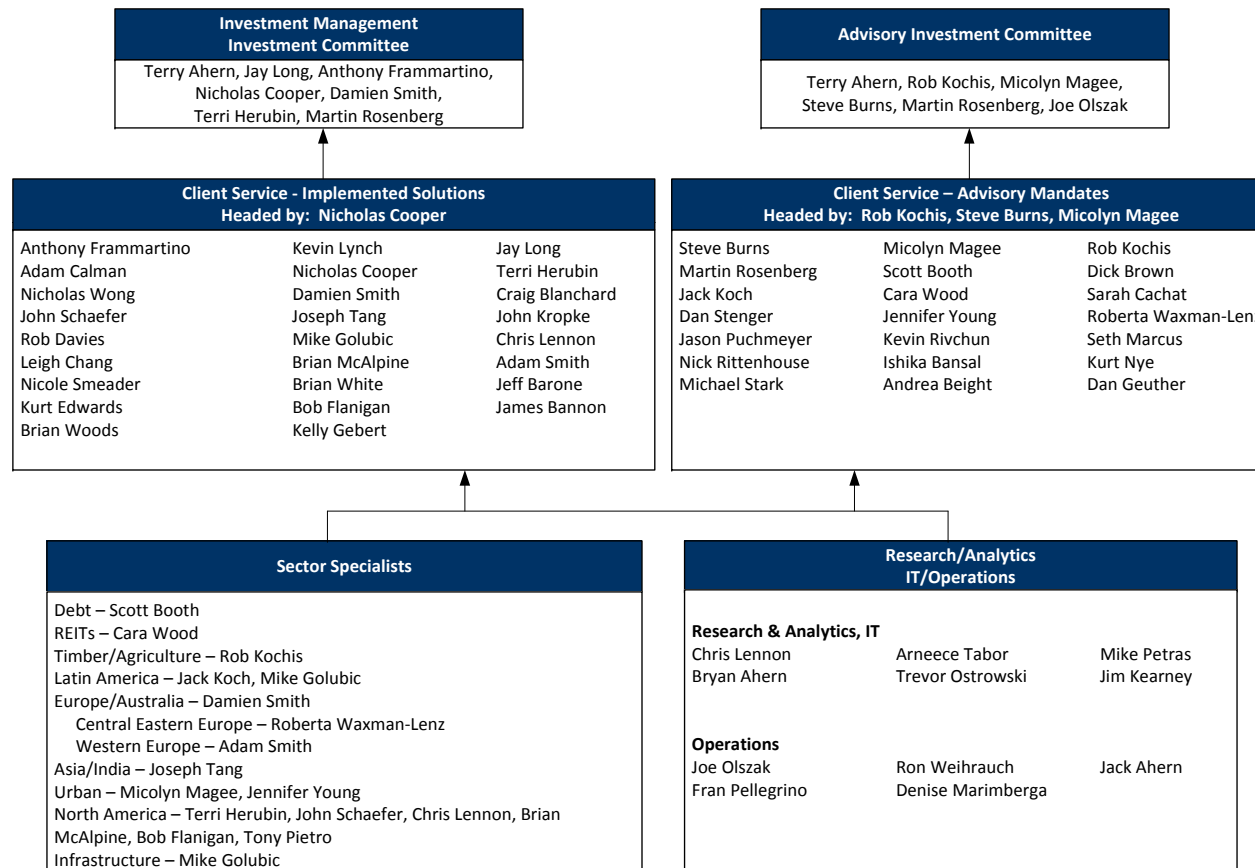 Investment Management
Investment Committee
Terry Ahern, Jay Long, Anthony Frammartino,
Nicholas Cooper, Damien Smith,
Terri Herubin, Martin Rosenberg
Advisory Investment Committee
Terry Ahern, Rob Kochis, Micolyn Magee,
Steve Burns, Martin Rosenberg, Joe Olszak
Client Service - Implemented Solutions
Headed by: Nicholas Cooper
Anthony Frammartino Kevin Lynch Jay Long
Adam Calman Nicholas Cooper Terri Herubin
Nicholas Wong Damien Smith Craig Blanchard
John Schaefer Joseph Tang John Kropke
Rob Davies Mike Golubic Chris Lennon
Leigh Chang Brian McAlpine Adam Smith
Nicole Smeader Brian White Jeff Barone
Kurt Edwards Bob Flanigan James Bannon
Brian Woods Kelly Gebert
Client Service – Advisory Mandates
Headed by: Rob Kochis, Steve Burns, Micolyn Magee
Steve Burns Micolyn Magee Rob Kochis
Martin Rosenberg Scott Booth Dick Brown
Jack Koch Cara Wood Sarah Cachat
Dan Stenger Jennifer Young Roberta Waxman-Lenz
Jason Puchmeyer Kevin Rivchun Seth Marcus
Nick Rittenhouse Ishika Bansal Kurt Nye
Michael Stark Andrea Beight Dan Geuther
Sector Specialists
Debt – Scott Booth
REITs – Cara Wood
Timber/Agriculture – Rob Kochis
Latin America – Jack Koch, Mike Golubic
Europe/Australia – Damien Smith
Central Eastern Europe – Roberta Waxman-Lenz
Western Europe – Adam Smith
Asia/India – Joseph Tang
Urban – Micolyn Magee, Jennifer Young
North America – Terri Herubin, John Schaefer, Chris Lennon, Brian
McAlpine, Bob Flanigan, Tony Pietro
Infrastructure – Mike Golubic
Research/Analytics
IT/Operations
Research & Analytics, IT
Chris Lennon Arneece Tabor Mike Petras
Bryan Ahern Trevor Ostrowski Jim Kearney
Operations
Joe Olszak Ron Weihrauch Jack Ahern
Fran Pellegrino Denise Marimberga